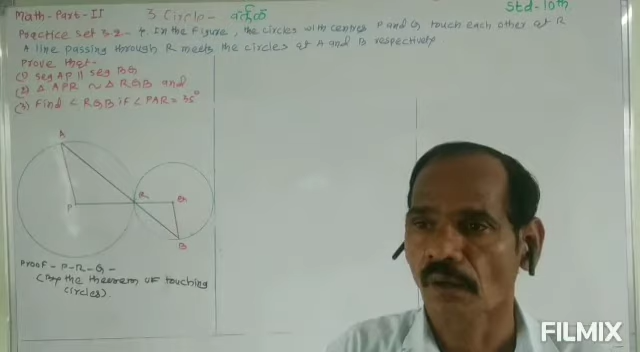 Math-Part-II 3 Circle- वर्तुळ Std-10th
Practice set 3.2- 4. In the Figure, the circles with centres P and Q touch each other at R
A line passing through R meets the circles at A and B respectively
Prove that-
(1) seg AP || seg BQ
(2) △ APR ~ △ RQB and
(3) Find ∠ RQB if ∠ PAR = 35°
A
R
P
Q
B
Proof - P-R-Q-
(By the theorem of touching
circles).
FILMIX